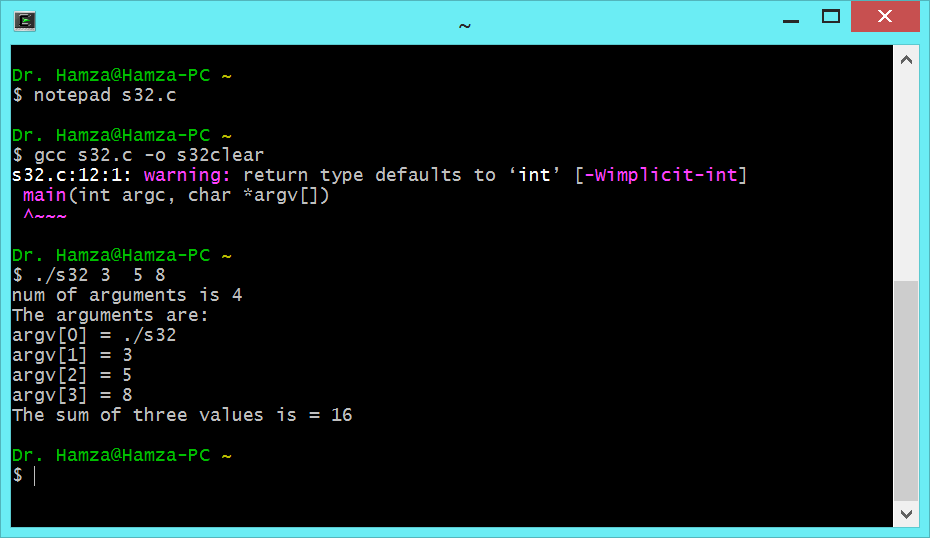 ~
Dr. Hamza@Hamza-PC ~
$ notepad s32.c
Dr. Hamza@Hamza-PC ~
$ gcc s32.c -o s32clear
s32.c:12:1: warning: return type defaults to ‘int’ [-Wimplicit-int]
main(int argc, char *argv[])
^~~~
Dr. Hamza@Hamza-PC ~
$ ./s32 3  5 8
num of arguments is 4
The arguments are:
argv[0] = ./s32
argv[1] = 3
argv[2] = 5
argv[3] = 8
The sum of three values is = 16
Dr. Hamza@Hamza-PC ~
$